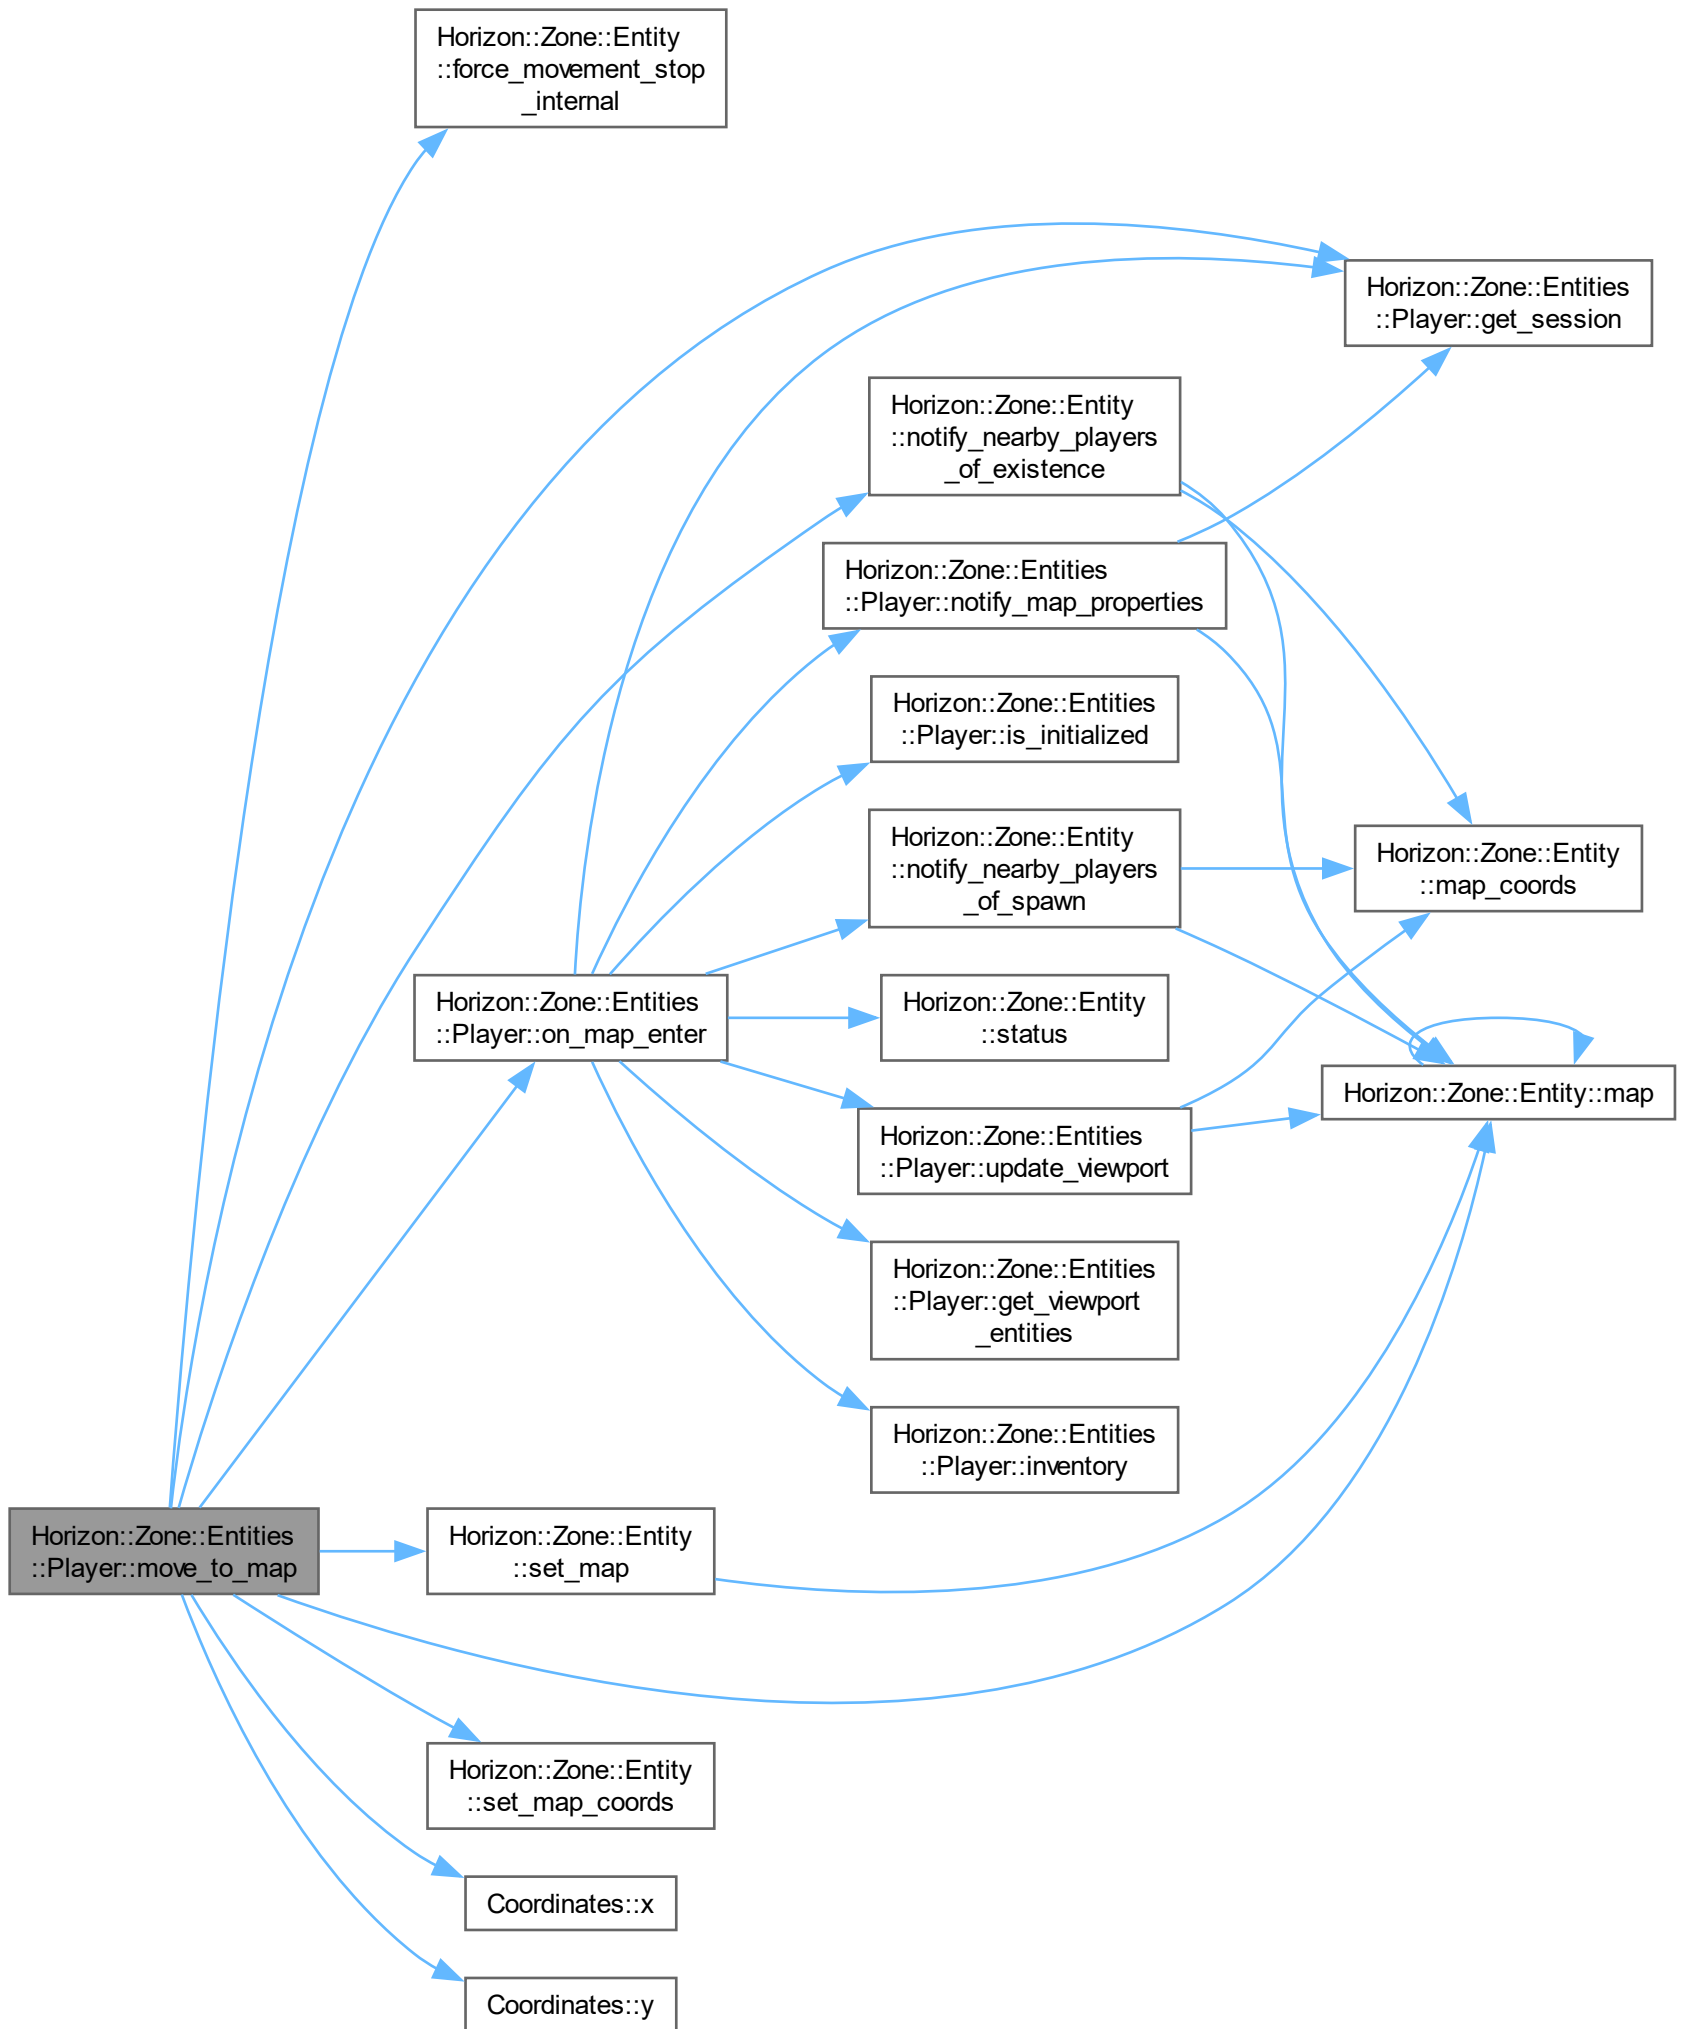 Horizon::Zone::Entity
::force_movement_stop
_internal
Horizon::Zone::Entities
::Player::get_session
Horizon::Zone::Entity
::notify_nearby_players
_of_existence
Horizon::Zone::Entities
::Player::notify_map_properties
Horizon::Zone::Entities
::Player::is_initialized
Horizon::Zone::Entity
::notify_nearby_players
_of_spawn
Horizon::Zone::Entity
::map_coords
Horizon::Zone::Entities
::Player::on_map_enter
Horizon::Zone::Entity
::status
Horizon::Zone::Entity::map
Horizon::Zone::Entities
::Player::update_viewport
Horizon::Zone::Entities
::Player::get_viewport
_entities
Horizon::Zone::Entities
::Player::inventory
Horizon::Zone::Entities
::Player::move_to_map
Horizon::Zone::Entity
::set_map
Horizon::Zone::Entity
::set_map_coords
Coordinates::x
Coordinates::y